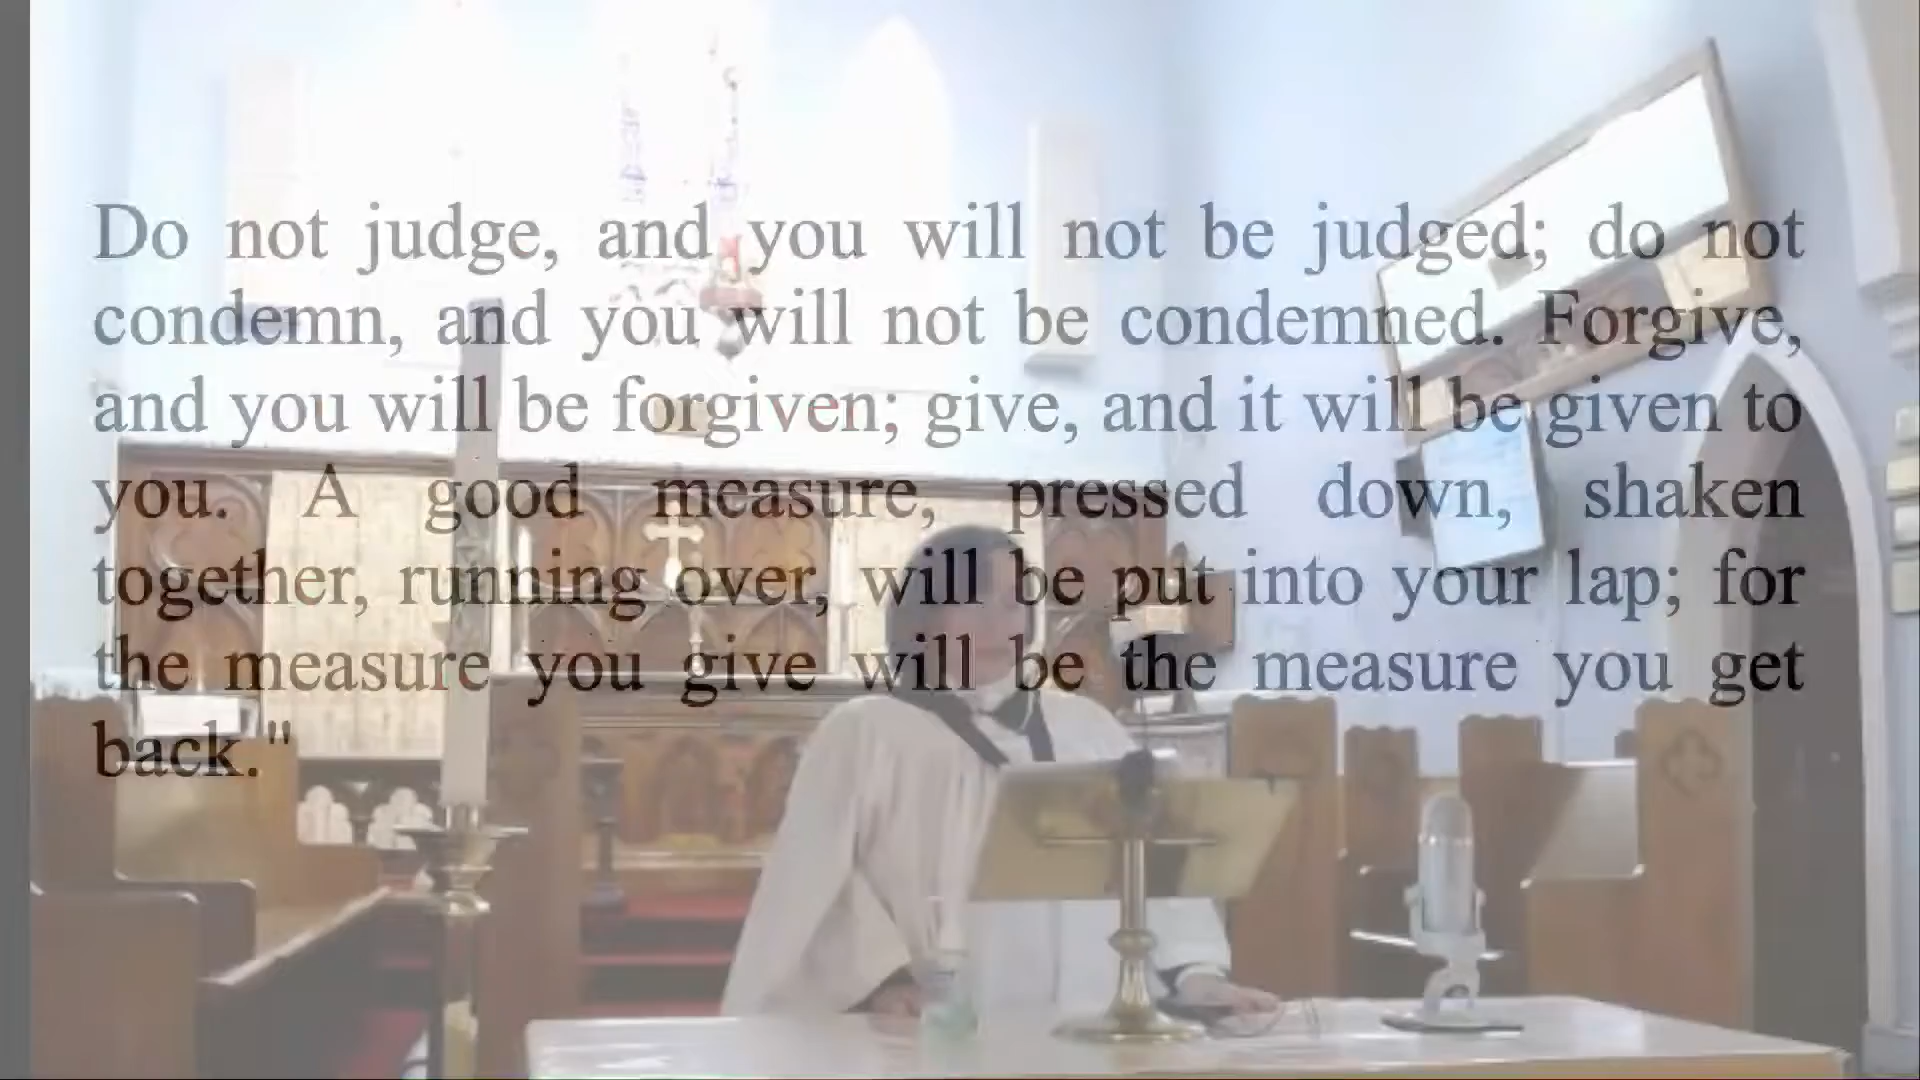 Do not judge, and you will not be judged; do not
condemn, and you will not be condemned. Forgive,
and you will be forgiven; give, and it will be given to
you. A good measure, pressed down, shaken
together, running over, will be put into your lap; for
the measure you give will be the measure you get
back."